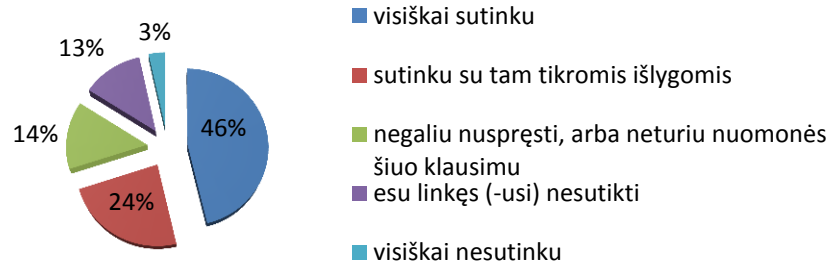 3%
13%
14%
46%
24%
visiškai sutinku
sutinku su tam tikromis išlygomis
negaliu nuspręsti, arba neturiu nuomonės
šiuo klausimu
esu linkęs (-usi) nesutikti
visiškai nesutinku